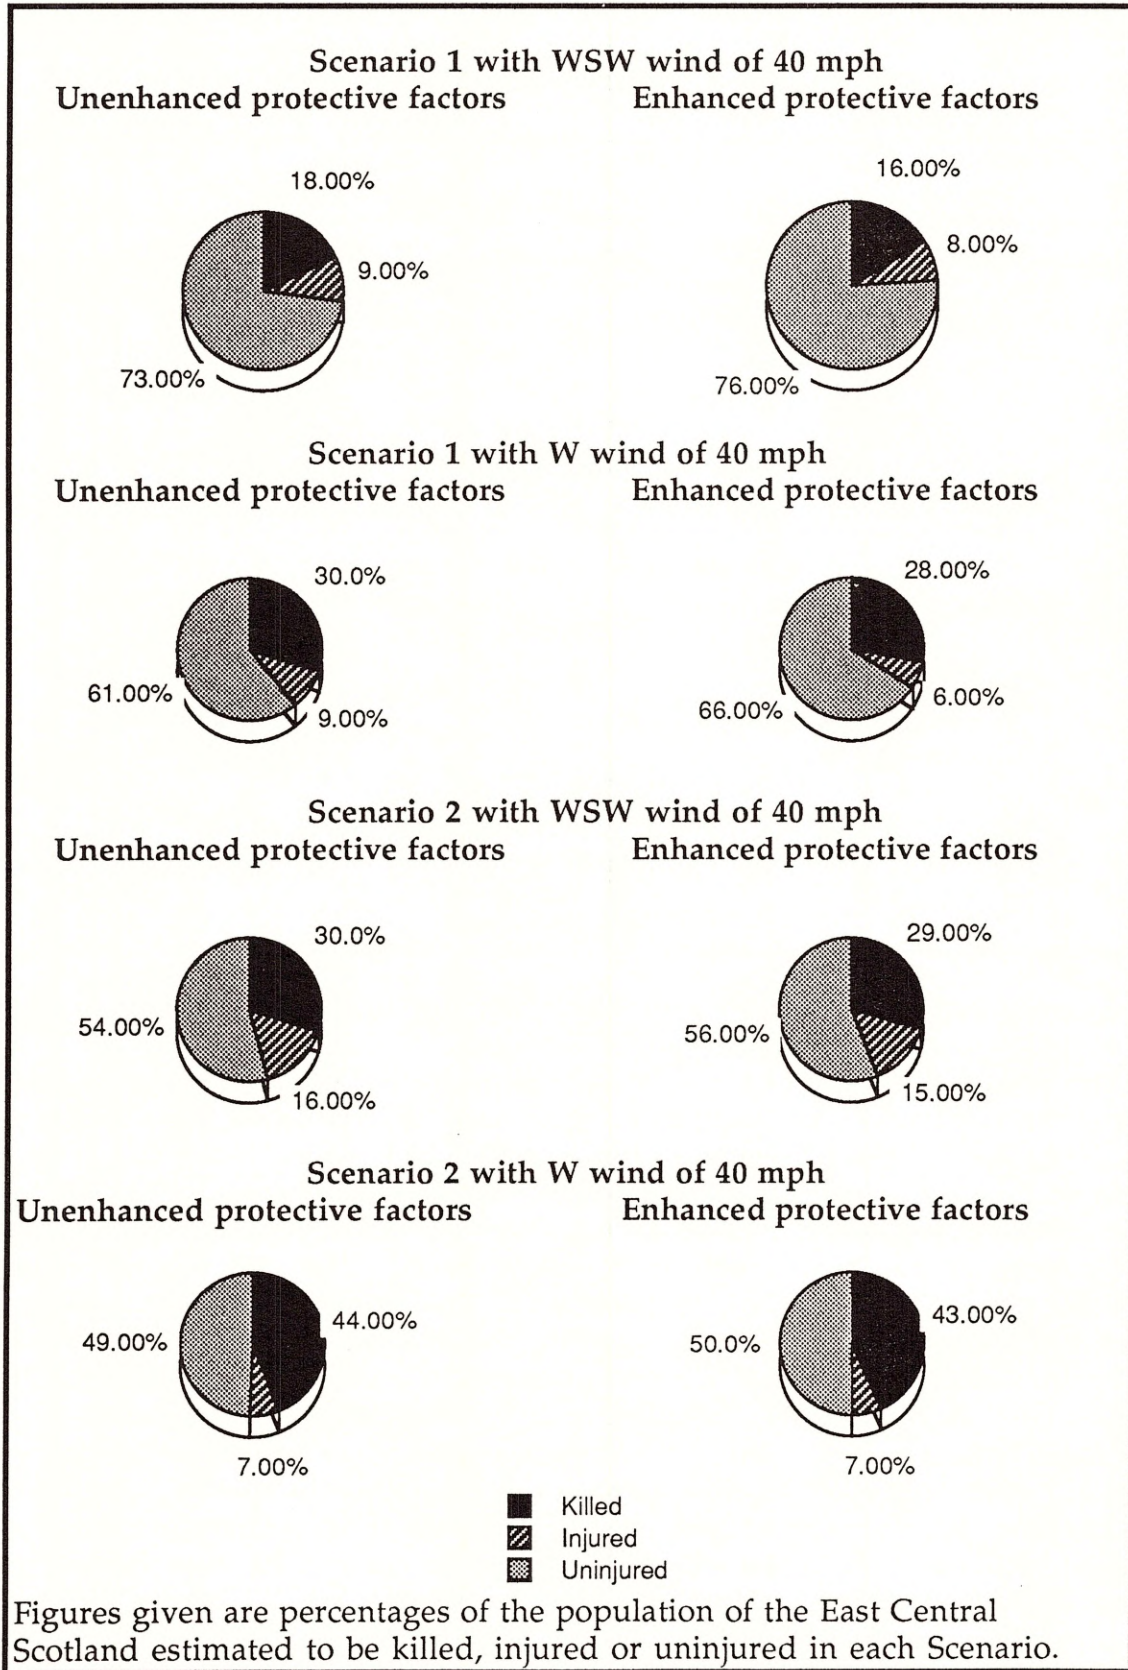 Scenario 1 with WSW wind of 40 mph
Unenhanced protective factors
Enhanced protective factors
18.00%
9.00%
73.00%
16.00%
8.00%
76.00%
Scenario 1 with W wind of 40 mph
Unenhanced protective factors
Enhanced protective factors
30.0%
61.00%
9.00%
28.00%
66.00%
6.00%
Scenario 2 with WSW wind of 40 mph
Unenhanced protective factors
Enhanced protective factors
30.0%
54.00%
16.00%
29.00%
56.00%
15.00%
Scenario 2 with W wind of 40 mph
Unenhanced protective factors
Enhanced protective factors
49.00%
44.00%
7.00%
50.0%
43.00%
7.00%
Killed
Injured
Uninjured
Figures given are percentages of the population of the East Central
Scotland estimated to be killed, injured or uninjured in each Scenario.